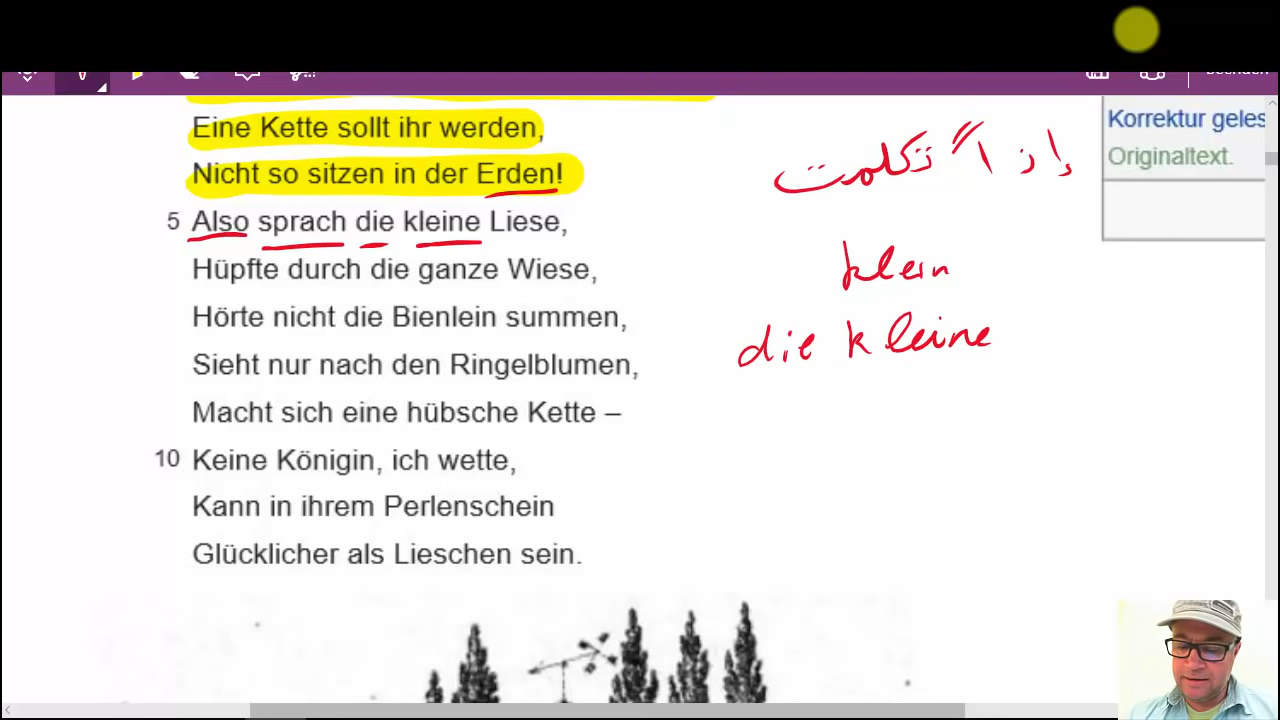 Eine Kette sollt ihr werden,
Nicht so sitzen in der Erden!
5 Also sprach die kleine Liese,
Hüpfte durch die ganze Wiese,
Hörte nicht die Bienlein summen,
Sieht nur nach den Ringelblumen,
Macht sich eine hübsche Kette –
10 Keine Königin, ich wette,
Kann in ihrem Perlenschein
Glücklicher als Lieschen sein.
إذاً تكلمت
klein
die kleine
Korrektur geles
Originaltext.